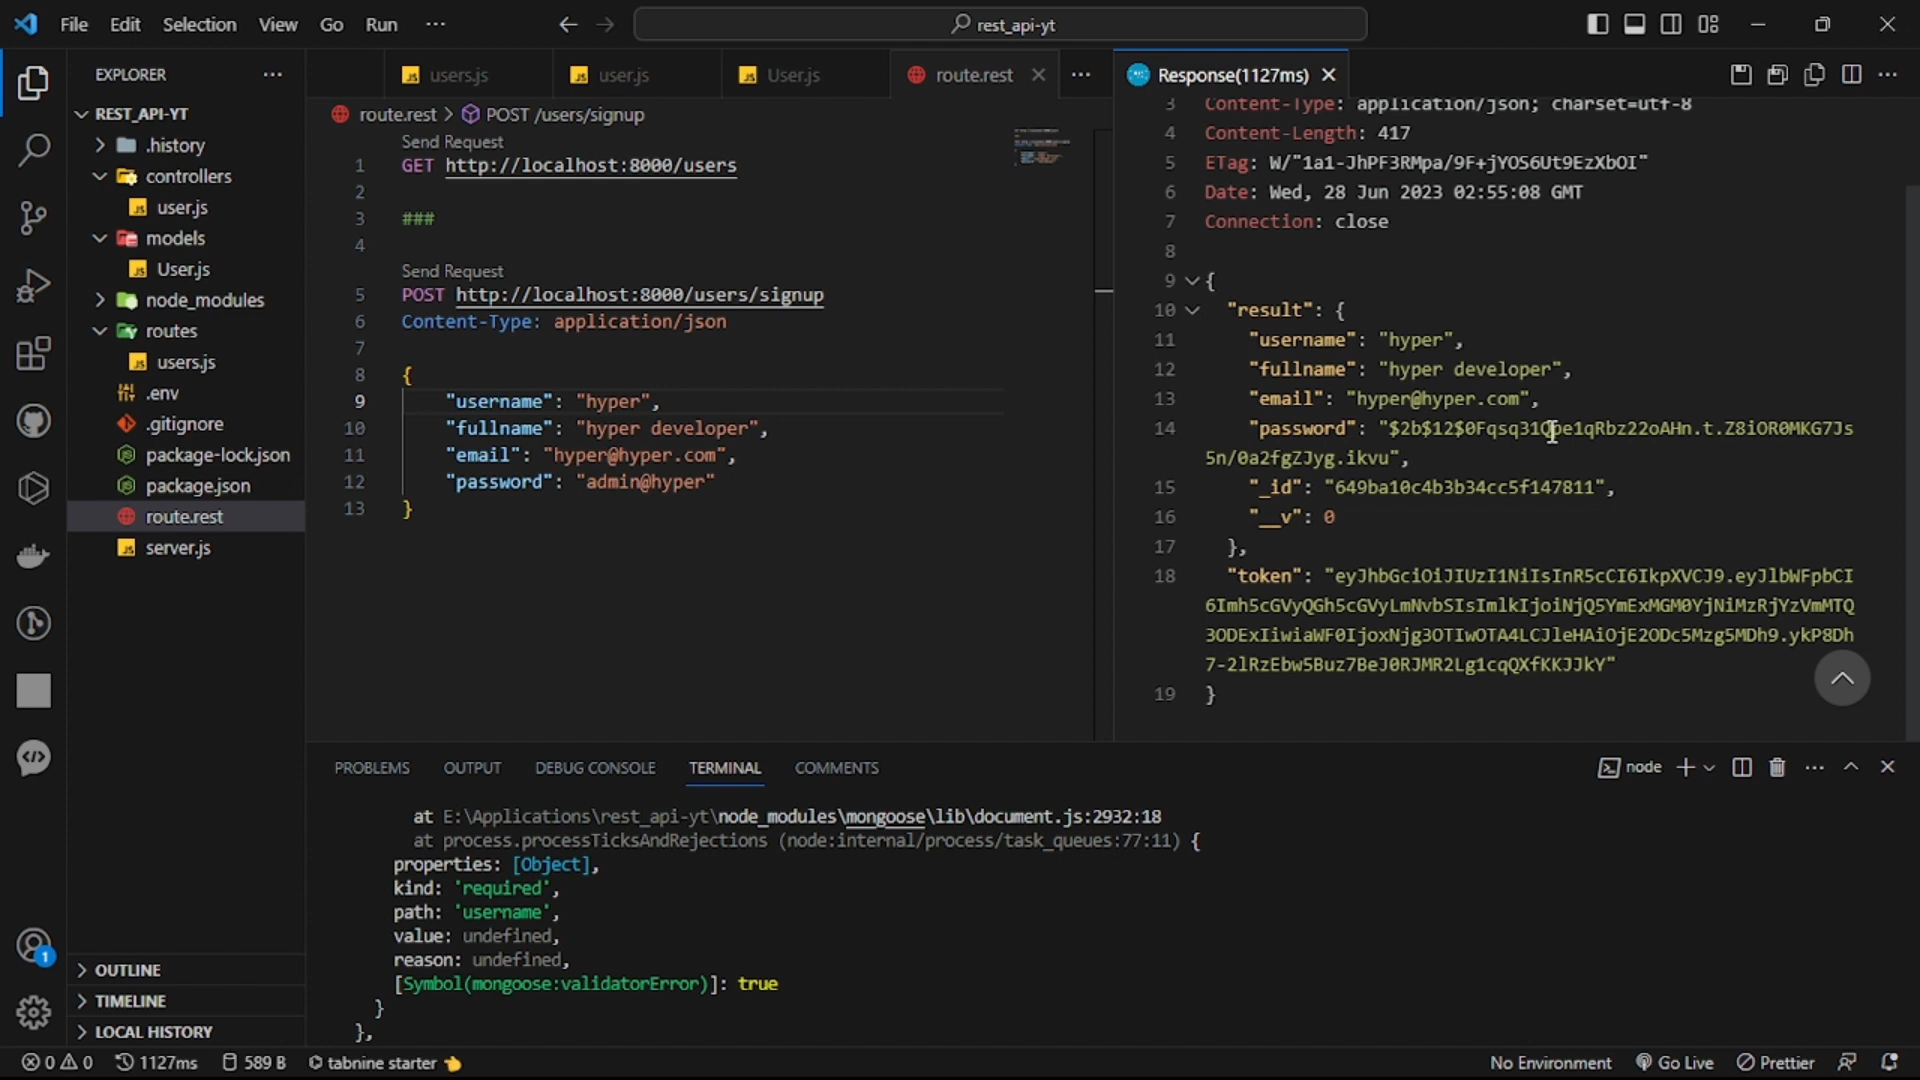 File Edit Selection View Go Run ···
rest_api-yt
EXPLORER ···
REST_API-YT
.history
controllers
user.js
models
User.js
node_modules
routes
users.js
.env
.gitignore
package-lock.json
package.json
route.rest
server.js
OUTLINE
TIMELINE
LOCAL HISTORY
1
users.js user.js User.js route.rest ···
route.rest > POST /users/signup
Send Request
1 GET http://localhost:8000/users
2
3 ###
4
Send Request
5 POST http://localhost:8000/users/signup
6 Content-Type: application/json
7
8 {
9 "username": "hyper",
10 "fullname": "hyper developer",
11 "email": "hyper@hyper.com",
12 "password": "admin@hyper"
13 }
Response(1127ms) ···
3 Content-Type: application/json; charset=utf-8
4 Content-Length: 417
5 ETag: W/"1a1-JhPF3RMpa/9F+jYOS6Ut9EzXbOI"
6 Date: Wed, 28 Jun 2023 02:55:08 GMT
7 Connection: close
8
9 {
10 "result": {
11 "username": "hyper",
12 "fullname": "hyper developer",
13 "email": "hyper@hyper.com",
14 "password":
5n/0a2fgZJyg.ikvu",
15 "_id": "649ba10c4b3b34cc5f147811",
16 "__v": 0
17 },
18 "token": "eyJhbGciOiJIUzI1NiIsInR5cCI6IkpXVCJ9.eyJlbWFpbCI
6Imh5cGVyQGh5cGVyLmNvbSIsImlkIjoiNjQ5YmExMGM0YjNiMzRjYzVmMTQ
3ODExIiwiaWF0IjoxNjg3OTIwOTA4LCJleHAiOjE2ODc5Mzg5MDh9.ykP8Dh
7-2lRzEbw5Buz7BeJ0RJMR2Lg1cqQXfKKJJkY"
19 }
PROBLEMS OUTPUT DEBUG CONSOLE TERMINAL COMMENTS
node ···
at E:\Applications\rest_api-yt\node_modules\mongoose\lib\document.js:2932:18
at process.processTicksAndRejections (node:internal/process/task_queues:77:11) {
properties: [Object],
kind: 'required',
path: 'username',
value: undefined,
reason: undefined,
[Symbol(mongoose:validatorError)]: true
}
},
0 0 1127ms 589 B tabnine starter
No Environment Go Live Prettier